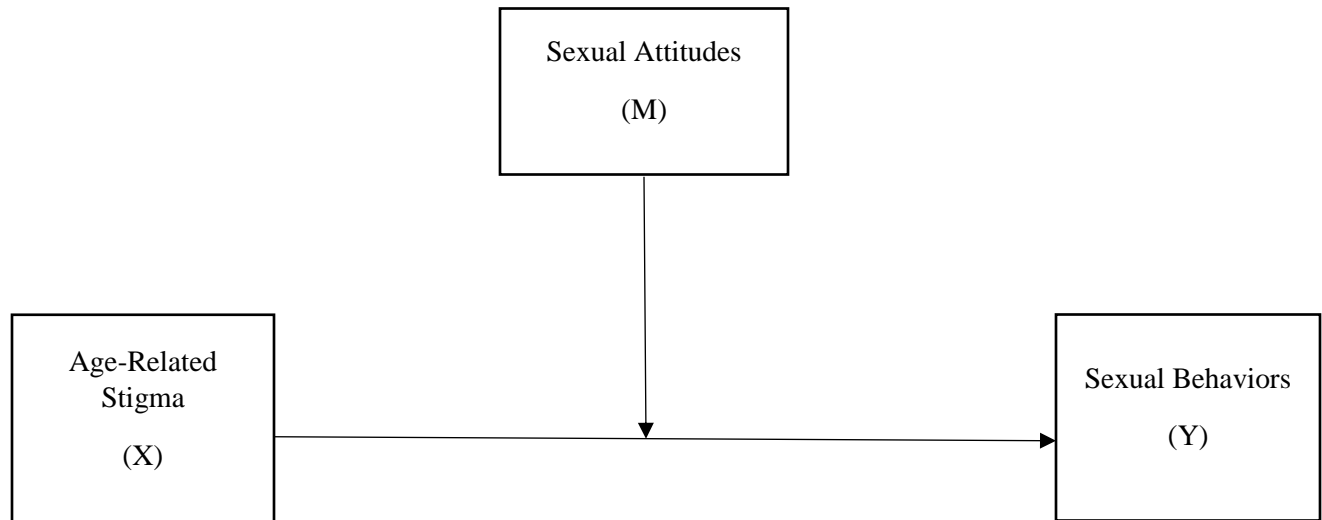 Sexual Attitudes
(M)
Age-Related
Stigma
(X)
Sexual Behaviors
(Y)